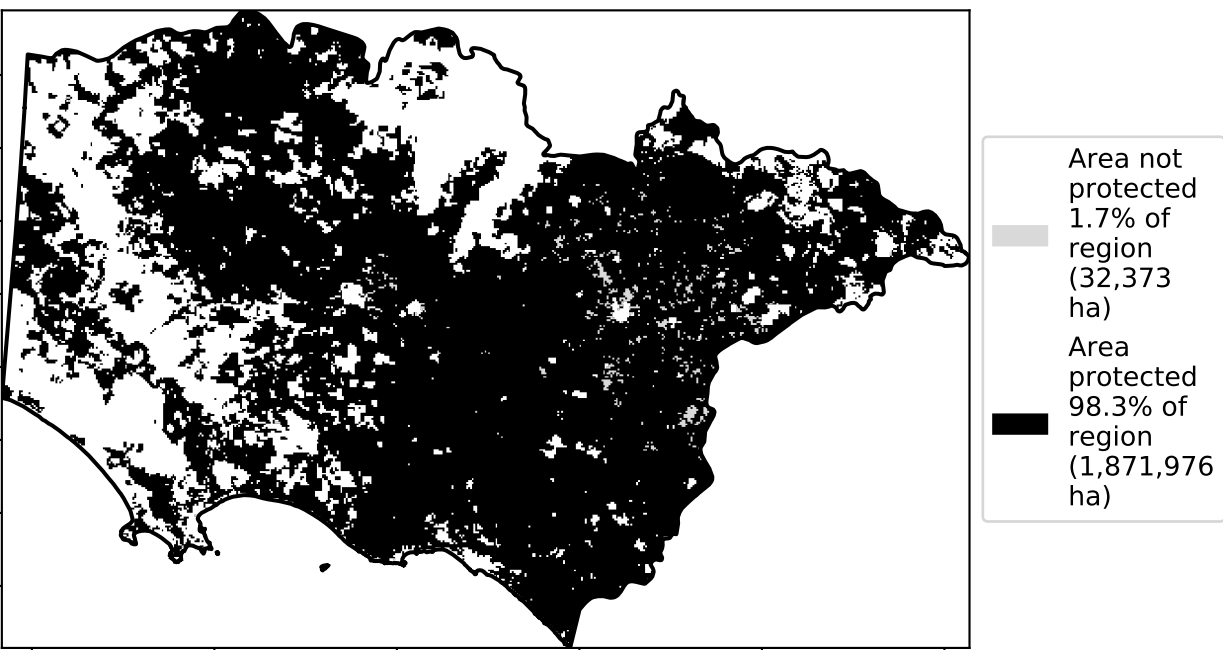 Area not
protected
1.7% of
region
(32,373
ha)
Area
protected
98.3% of
region
(1,871,976
ha)